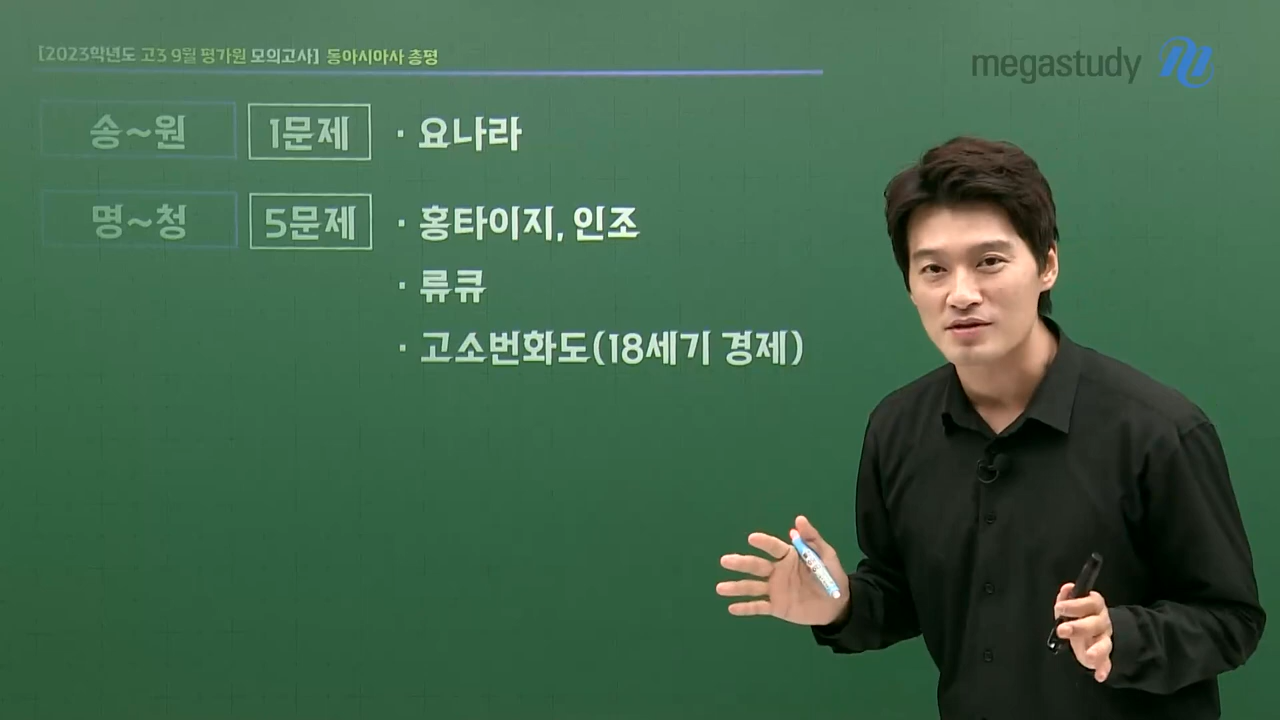 [2023학년도 고3 9월 평가원 모의고사] 동아시아사 총평
megastudy
송~원 1문제 · 요나라
명~청 5문제 · 홍타이지, 인조
· 류큐
· 고소번화도(18세기 경제)